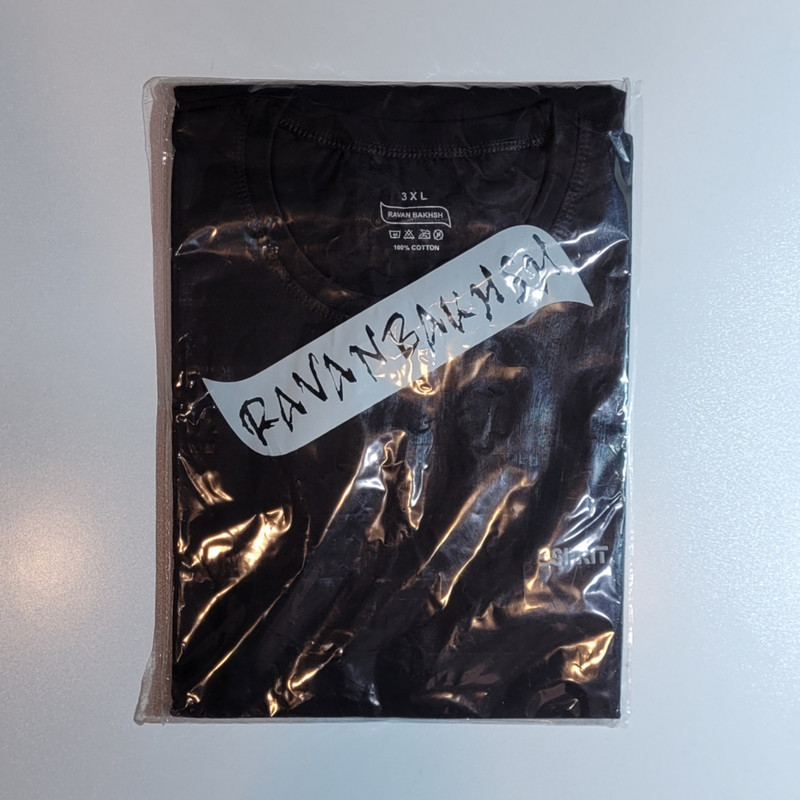 3XL
RAVAN BAKHSH
100% COTTON
RAVANBAKHSH